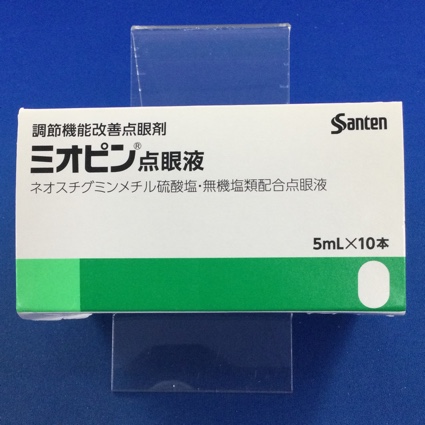 調節機能改善点眼剤
Santen
ミオピン®点眼液
ネオスチグミンメチル硫酸塩・無機塩類配合点眼液
5mL×10本